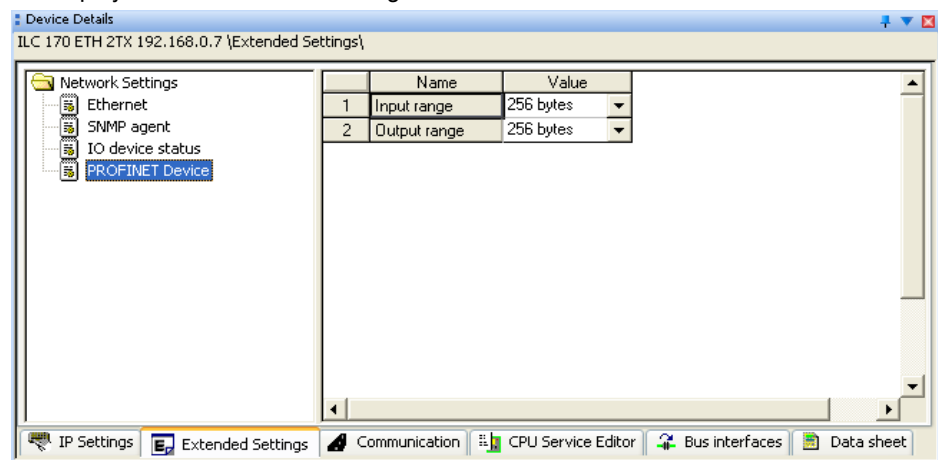 Device Details
ILC 170 ETH 2TX 192.168.0.7 \Extended Settings\
Network Settings
Ethernet
SNMP agent
IO device status
PROFINET Device
Name Value
1 Input range 256 bytes
2 Output range 256 bytes
IP Settings Extended Settings Communication CPU Service Editor Bus interfaces Data sheet